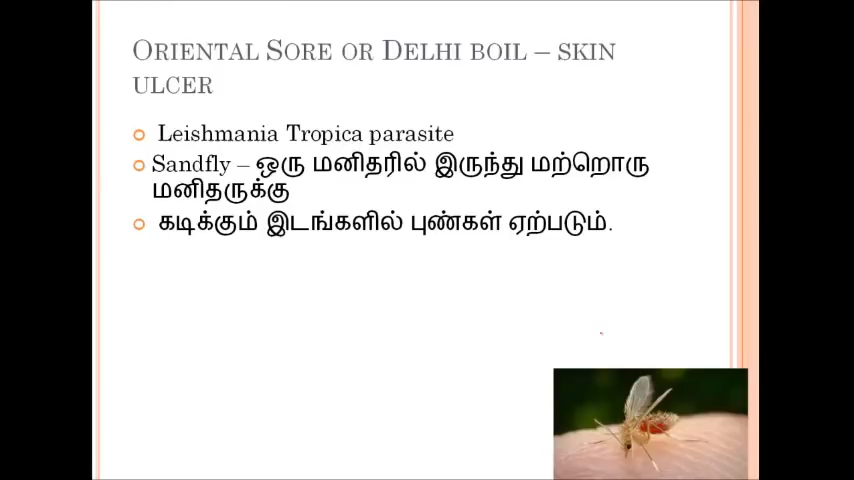 ORIENTAL SORE OR DELHI BOIL – SKIN
ULCER
Leishmania Tropica parasite
Sandfly – ஒரு மனிதரில் இருந்து மற்றொரு
மனிதருக்கு
கடிக்கும் இடங்களில் புண்கள் ஏற்படும்.